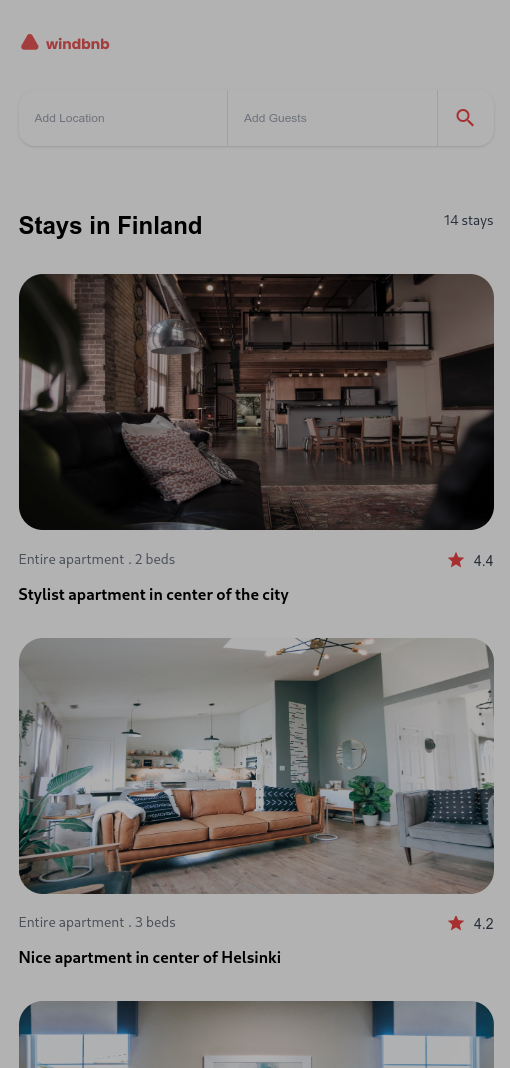 windbnb
Add Location
Add Guests
Stays in Finland
14 stays
Entire apartment . 2 beds
4.4
Stylist apartment in center of the city
Entire apartment . 3 beds
4.2
Nice apartment in center of Helsinki